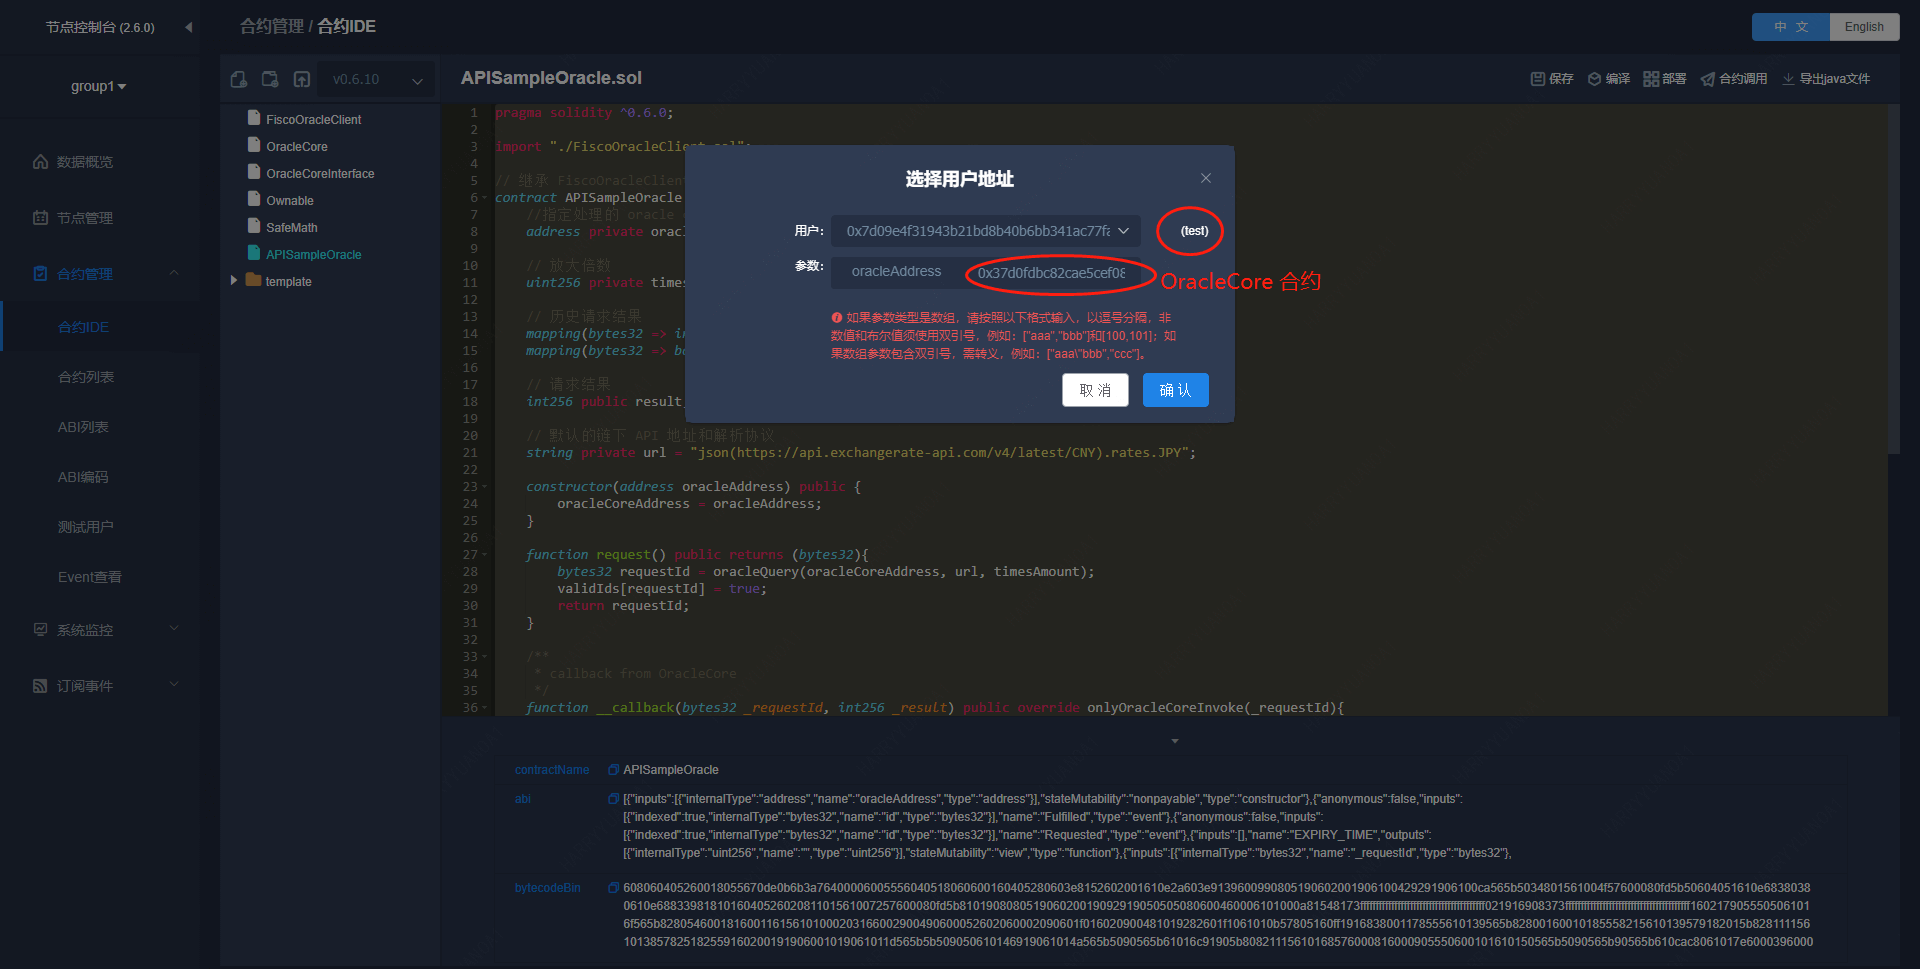 节点控制台 (2.6.0)
合约管理 / 合约IDE
中 文
English
group1
v0.6.10
APISampleOracle.sol
保存
编译
部署
合约调用
导出java文件
数据概览
节点管理
合约管理
合约IDE
合约列表
ABI列表
ABI编码
测试用户
Event查看
系统监控
订阅事件
FiscoOracleClient
OracleCore
OracleCoreInterface
Ownable
SafeMath
APISampleOracle
template
1 pragma solidity ^0.6.0;
2
3 import "./FiscoOracleClient.sol";
4
5 // 继承 FiscoOracleClient
6 contract APISampleOracle
7 //指定处理的 oracle
8 address private oracl
9
10 // 放大倍数
11 uint256 private times
12
13 // 历史请求结果
14 mapping(bytes32 => in
15 mapping(bytes32 => bo
16
17 // 请求结果
18 int256 public result;
19
20 // 默认的链下 API 地址和解析协议
21 string private url = "json(https://api.exchangerate-api.com/v4/latest/CNY).rates.JPY";
22
23 constructor(address oracleAddress) public {
24 oracleCoreAddress = oracleAddress;
25 }
26
27 function request() public returns (bytes32){
28 bytes32 requestId = oracleQuery(oracleCoreAddress, url, timesAmount);
29 validIds[requestId] = true;
30 return requestId;
31 }
32
33 /**
34 * callback from OracleCore
35 */
36 function __callback(bytes32 _requestId, int256 _result) public override onlyOracleCoreInvoke(_requestId){
选择用户地址
用户:
0x7d09e4f31943b21bd8b40b6bb341ac77fa
(test)
参数:
oracleAddress
0x37d0fdbc82cae5cef08
OracleCore 合约
如果参数类型是数组，请按照以下格式输入，以逗号分隔，非
数值和布尔值须使用双引号，例如：["aaa","bbb"]和[100,101]；如
果数组参数包含双引号，需转义，例如：["aaa\"bbb","ccc"]。
取 消
确 认
contractName
APISampleOracle
abi
[{"inputs":[{"internalType":"address","name":"oracleAddress","type":"address"}],"stateMutability":"nonpayable","type":"constructor"},{"anonymous":false,"inputs":
[{"indexed":true,"internalType":"bytes32","name":"id","type":"bytes32"}],"name":"Fulfilled","type":"event"},{"anonymous":false,"inputs":
[{"indexed":true,"internalType":"bytes32","name":"id","type":"bytes32"}],"name":"Requested","type":"event"},{"inputs":[],"name":"EXPIRY_TIME","outputs":
[{"internalType":"uint256","name":"","type":"uint256"}],"stateMutability":"view","type":"function"},{"inputs":[{"internalType":"bytes32","name":"_requestId","type":"bytes32"},
bytecodeBin